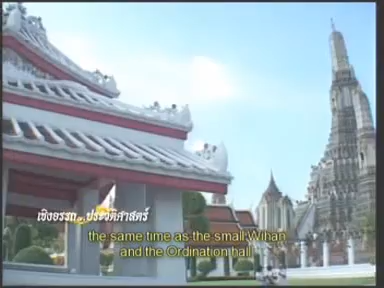 เชิงอรรถ ประวัติศาสตร์
the same time as the small Wihan
and the Ordination hall.